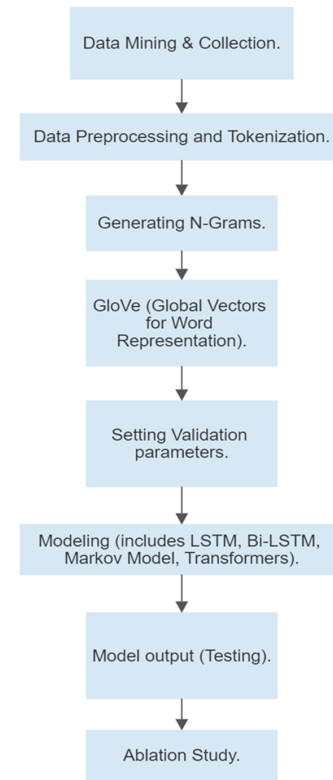 Data Mining & Collection.
Data Preprocessing and Tokenization.
Generating N-Grams.
GloVe (Global Vectors
for Word
Representation).
Setting Validation
parameters.
Modeling (includes LSTM, Bi-LSTM,
Markov Model, Transformers).
Model output (Testing).
Ablation Study.